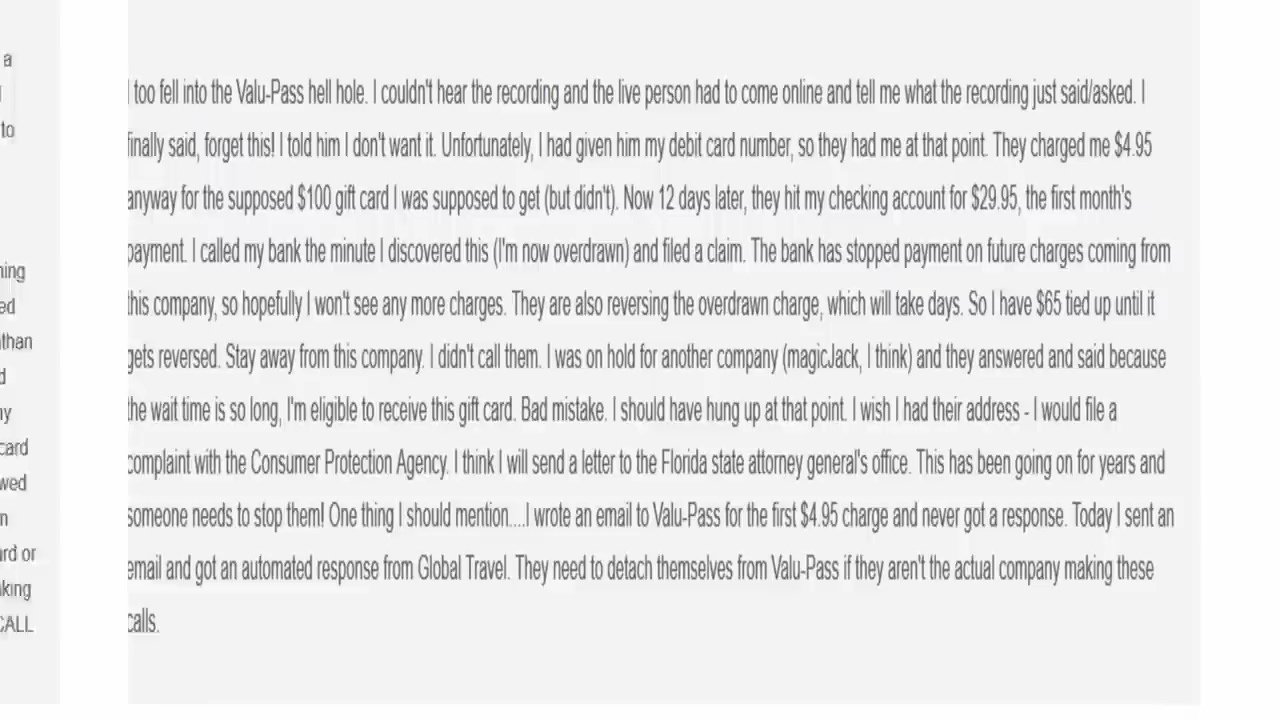 a
to
ning
ed
than
d
ny
card
wed
n
ard or
king
CALL
I too fell into the Valu-Pass hell hole. I couldn't hear the recording and the live person had to come online and tell me what the recording just said/asked. I
finally said, forget this! I told him I don't want it. Unfortunately, I had given him my debit card number, so they had me at that point. They charged me $4.95
anyway for the supposed $100 gift card I was supposed to get (but didn't). Now 12 days later, they hit my checking account for $29.95, the first month's
payment. I called my bank the minute I discovered this (I'm now overdrawn) and filed a claim. The bank has stopped payment on future charges coming from
this company, so hopefully I won't see any more charges. They are also reversing the overdrawn charge, which will take days. So I have $65 tied up until it
gets reversed. Stay away from this company. I didn't call them. I was on hold for another company (magicJack, I think) and they answered and said because
the wait time is so long, I'm eligible to receive this gift card. Bad mistake. I should have hung up at that point. I wish I had their address - I would file a
complaint with the Consumer Protection Agency. I think I will send a letter to the Florida state attorney general's office. This has been going on for years and
someone needs to stop them! One thing I should mention....I wrote an email to Valu-Pass for the first $4.95 charge and never got a response. Today I sent an
email and got an automated response from Global Travel. They need to detach themselves from Valu-Pass if they aren't the actual company making these
calls.